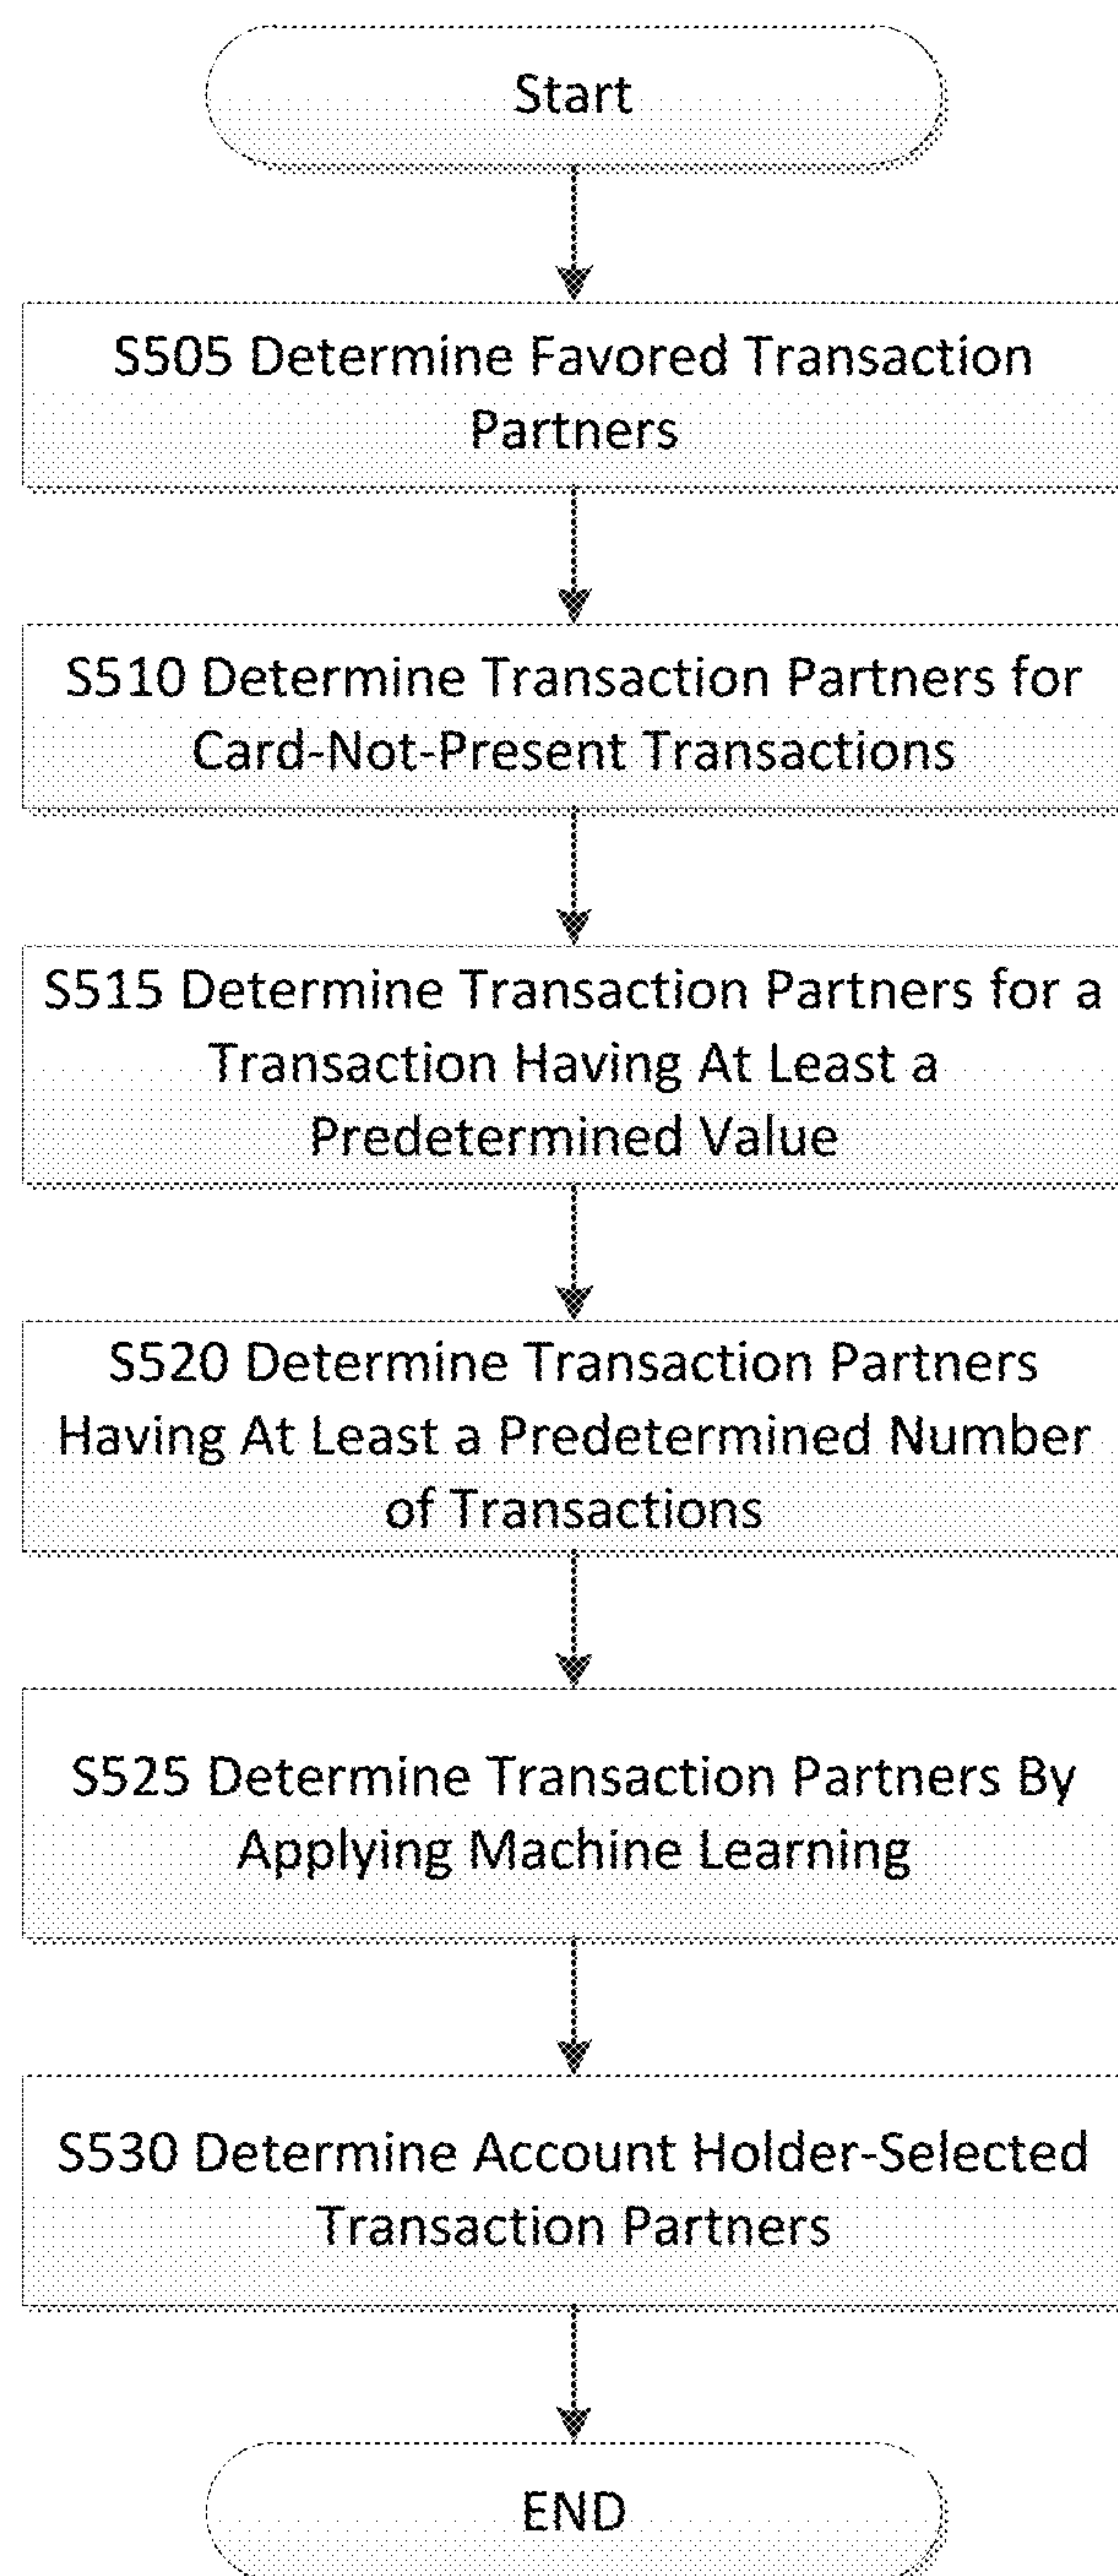 Start
S505 Determine Favored Transaction
Partners
S510 Determine Transaction Partners for
Card-Not-Present Transactions
S515 Determine Transaction Partners for a
Transaction Having At Least a
Predetermined Value
S520 Determine Transaction Partners
Having At Least a Predetermined Number
of Transactions
S525 Determine Transaction Partners By
Applying Machine Learning
S530 Determine Account Holder-Selected
Transaction Partners
END